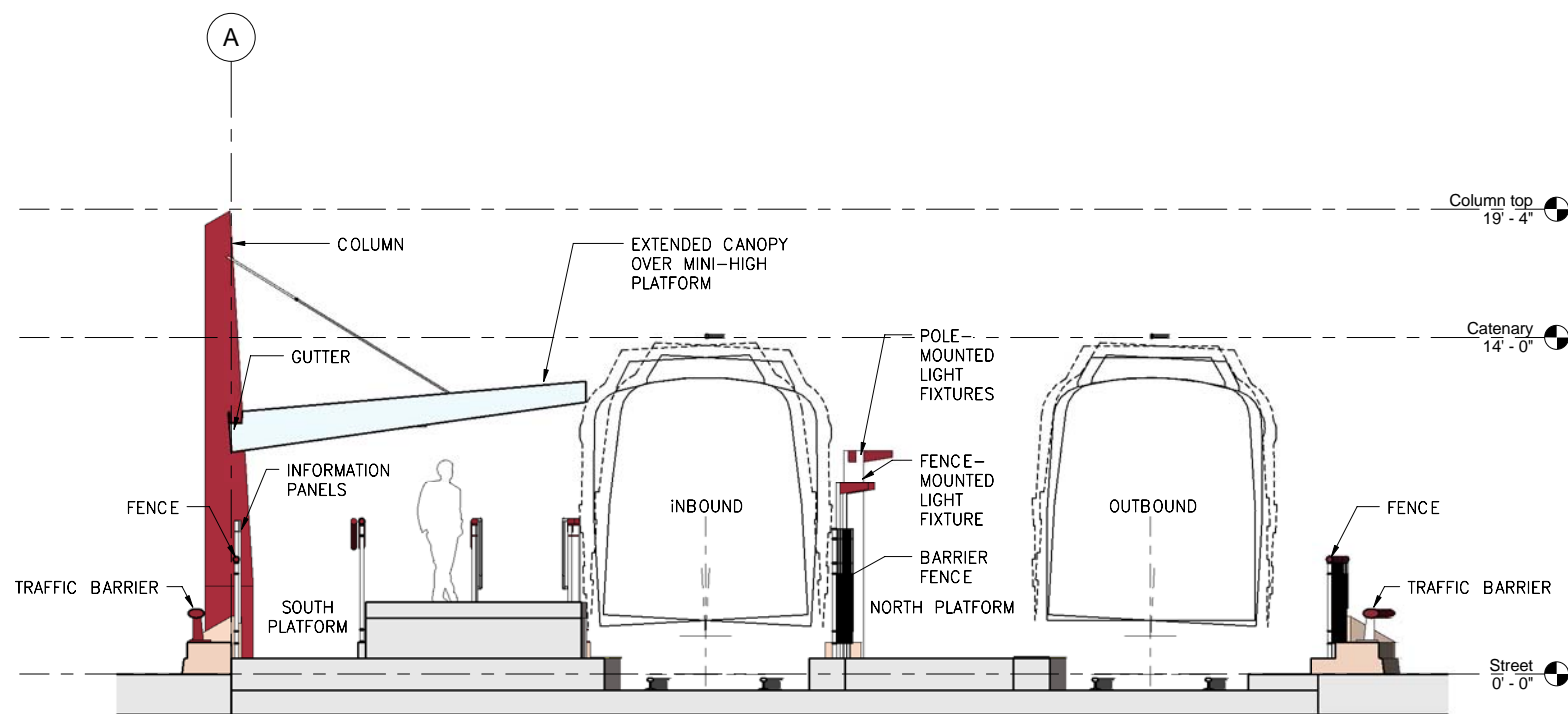 A
Column top
19' - 4"
COLUMN
EXTENDED CANOPY
OVER MINI-HIGH
PLATFORM
Catenary
14' - 0"
POLE-
MOUNTED
LIGHT
FIXTURES
GUTTER
INFORMATION
PANELS
FENCE-
MOUNTED
LIGHT
FIXTURE
FENCE
INBOUND
OUTBOUND
FENCE
BARRIER
FENCE
TRAFFIC BARRIER
SOUTH
PLATFORM
NORTH PLATFORM
TRAFFIC BARRIER
Street
0' - 0"